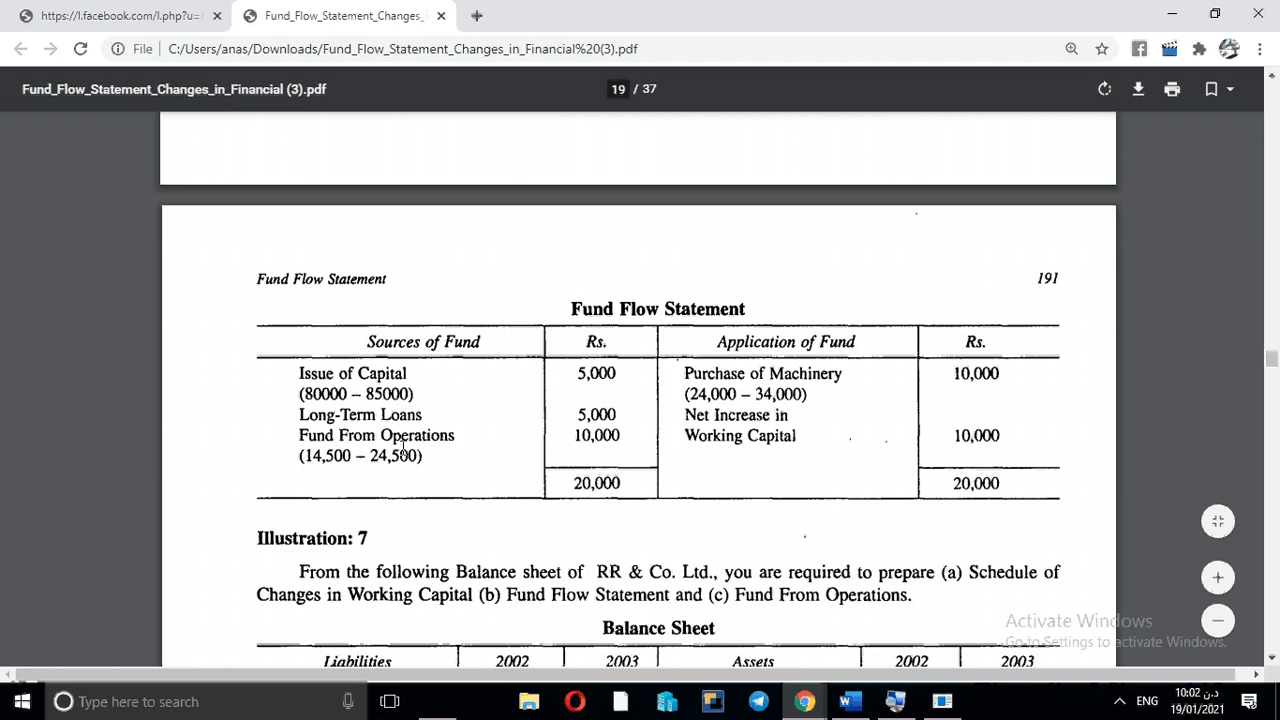 https://l.facebook.com/l.php?u=
Fund_Flow_Statement_Changes_
File
C:/Users/anas/Downloads/Fund_Flow_Statement_Changes_in_Financial%20(3).pdf
Fund_Flow_Statement_Changes_in_Financial (3).pdf
19 / 37
Fund Flow Statement 191
Fund Flow Statement
Sources of Fund Rs. Application of Fund Rs.
Issue of Capital 5,000 Purchase of Machinery 10,000
(80000 – 85000) (24,000 – 34,000)
Long-Term Loans 5,000 Net Increase in
Fund From Operations 10,000 Working Capital 10,000
(14,500 – 24,500)
20,000 20,000
Illustration: 7
From the following Balance sheet of RR & Co. Ltd., you are required to prepare (a) Schedule of
Changes in Working Capital (b) Fund Flow Statement and (c) Fund From Operations.
Balance Sheet
Liabilities 2002 2003 Assets 2002 2003
Activate Windows
Go to Settings to activate Windows.
Type here to search
ENG
10:02 د.ن
19/01/2021